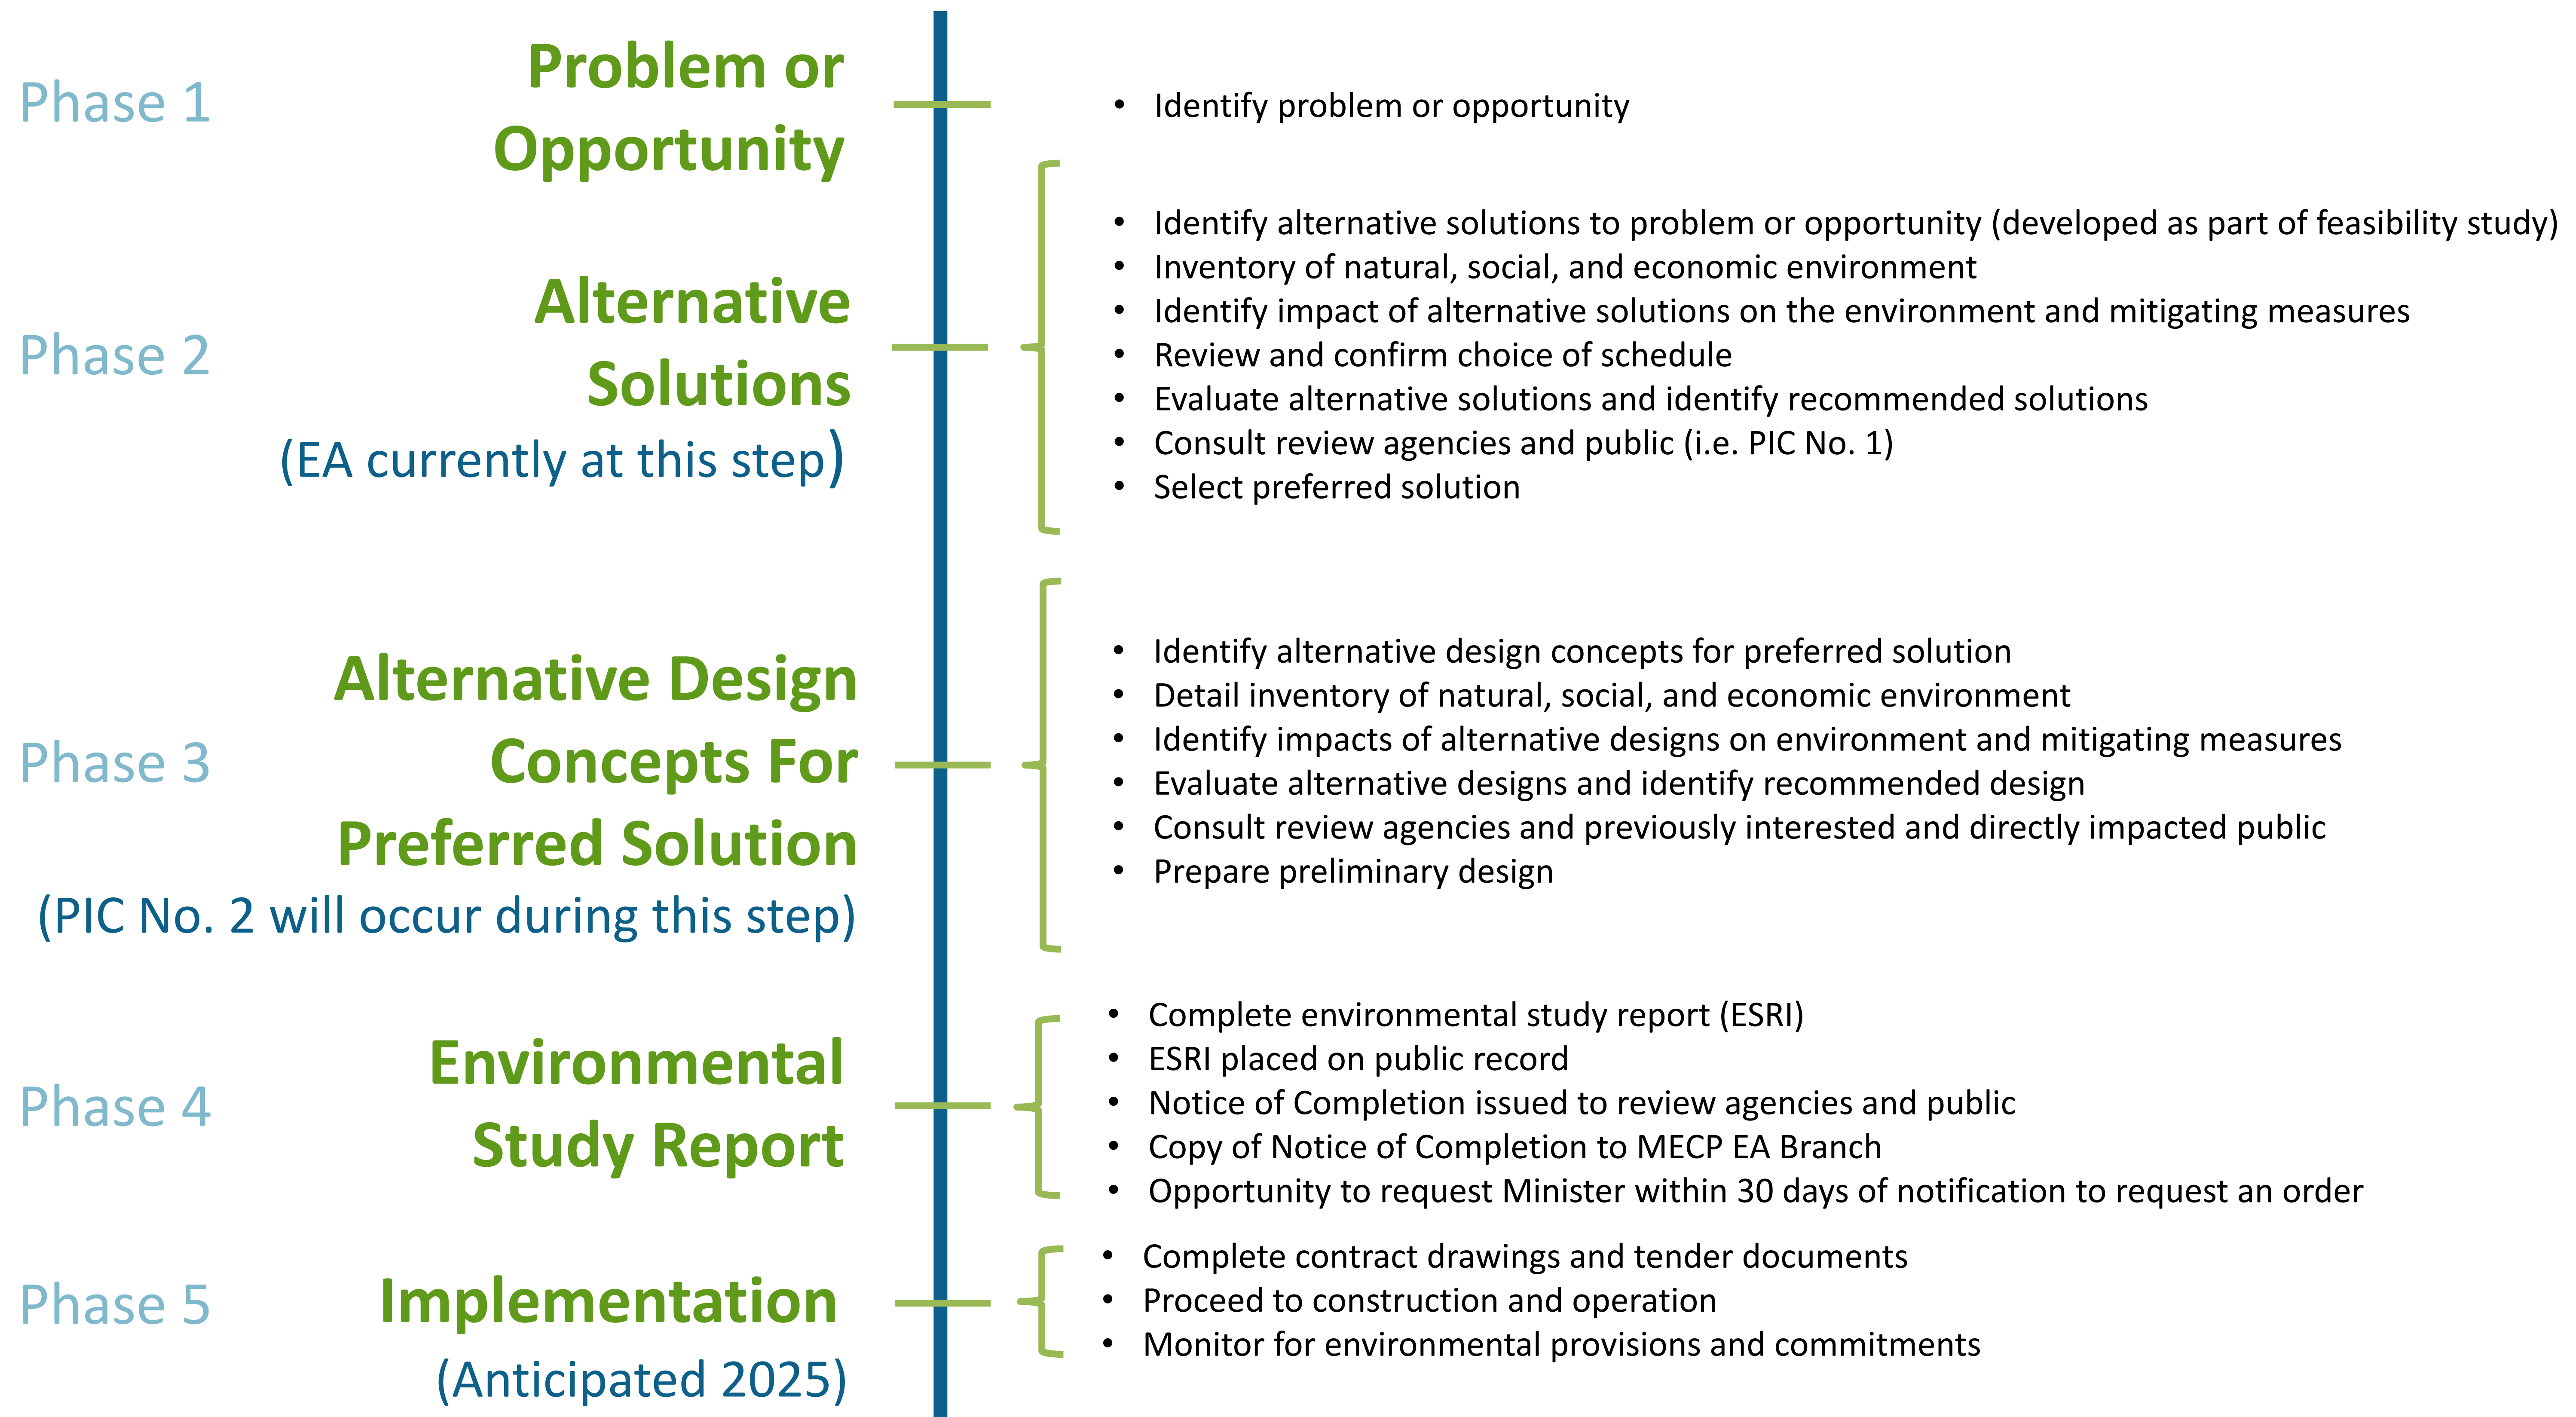 Phase 1
Problem or
Opportunity
• Identify problem or opportunity
Phase 2
Alternative
Solutions
(EA currently at this step)
• Identify alternative solutions to problem or opportunity (developed as part of feasibility study)
• Inventory of natural, social, and economic environment
• Identify impact of alternative solutions on the environment and mitigating measures
• Review and confirm choice of schedule
• Evaluate alternative solutions and identify recommended solutions
• Consult review agencies and public (i.e. PIC No. 1)
• Select preferred solution
Phase 3
Alternative Design
Concepts For
Preferred Solution
(PIC No. 2 will occur during this step)
• Identify alternative design concepts for preferred solution
• Detail inventory of natural, social, and economic environment
• Identify impacts of alternative designs on environment and mitigating measures
• Evaluate alternative designs and identify recommended design
• Consult review agencies and previously interested and directly impacted public
• Prepare preliminary design
Phase 4
Environmental
Study Report
• Complete environmental study report (ESRI)
• ESRI placed on public record
• Notice of Completion issued to review agencies and public
• Copy of Notice of Completion to MECP EA Branch
• Opportunity to request Minister within 30 days of notification to request an order
Phase 5
Implementation
(Anticipated 2025)
• Complete contract drawings and tender documents
• Proceed to construction and operation
• Monitor for environmental provisions and commitments